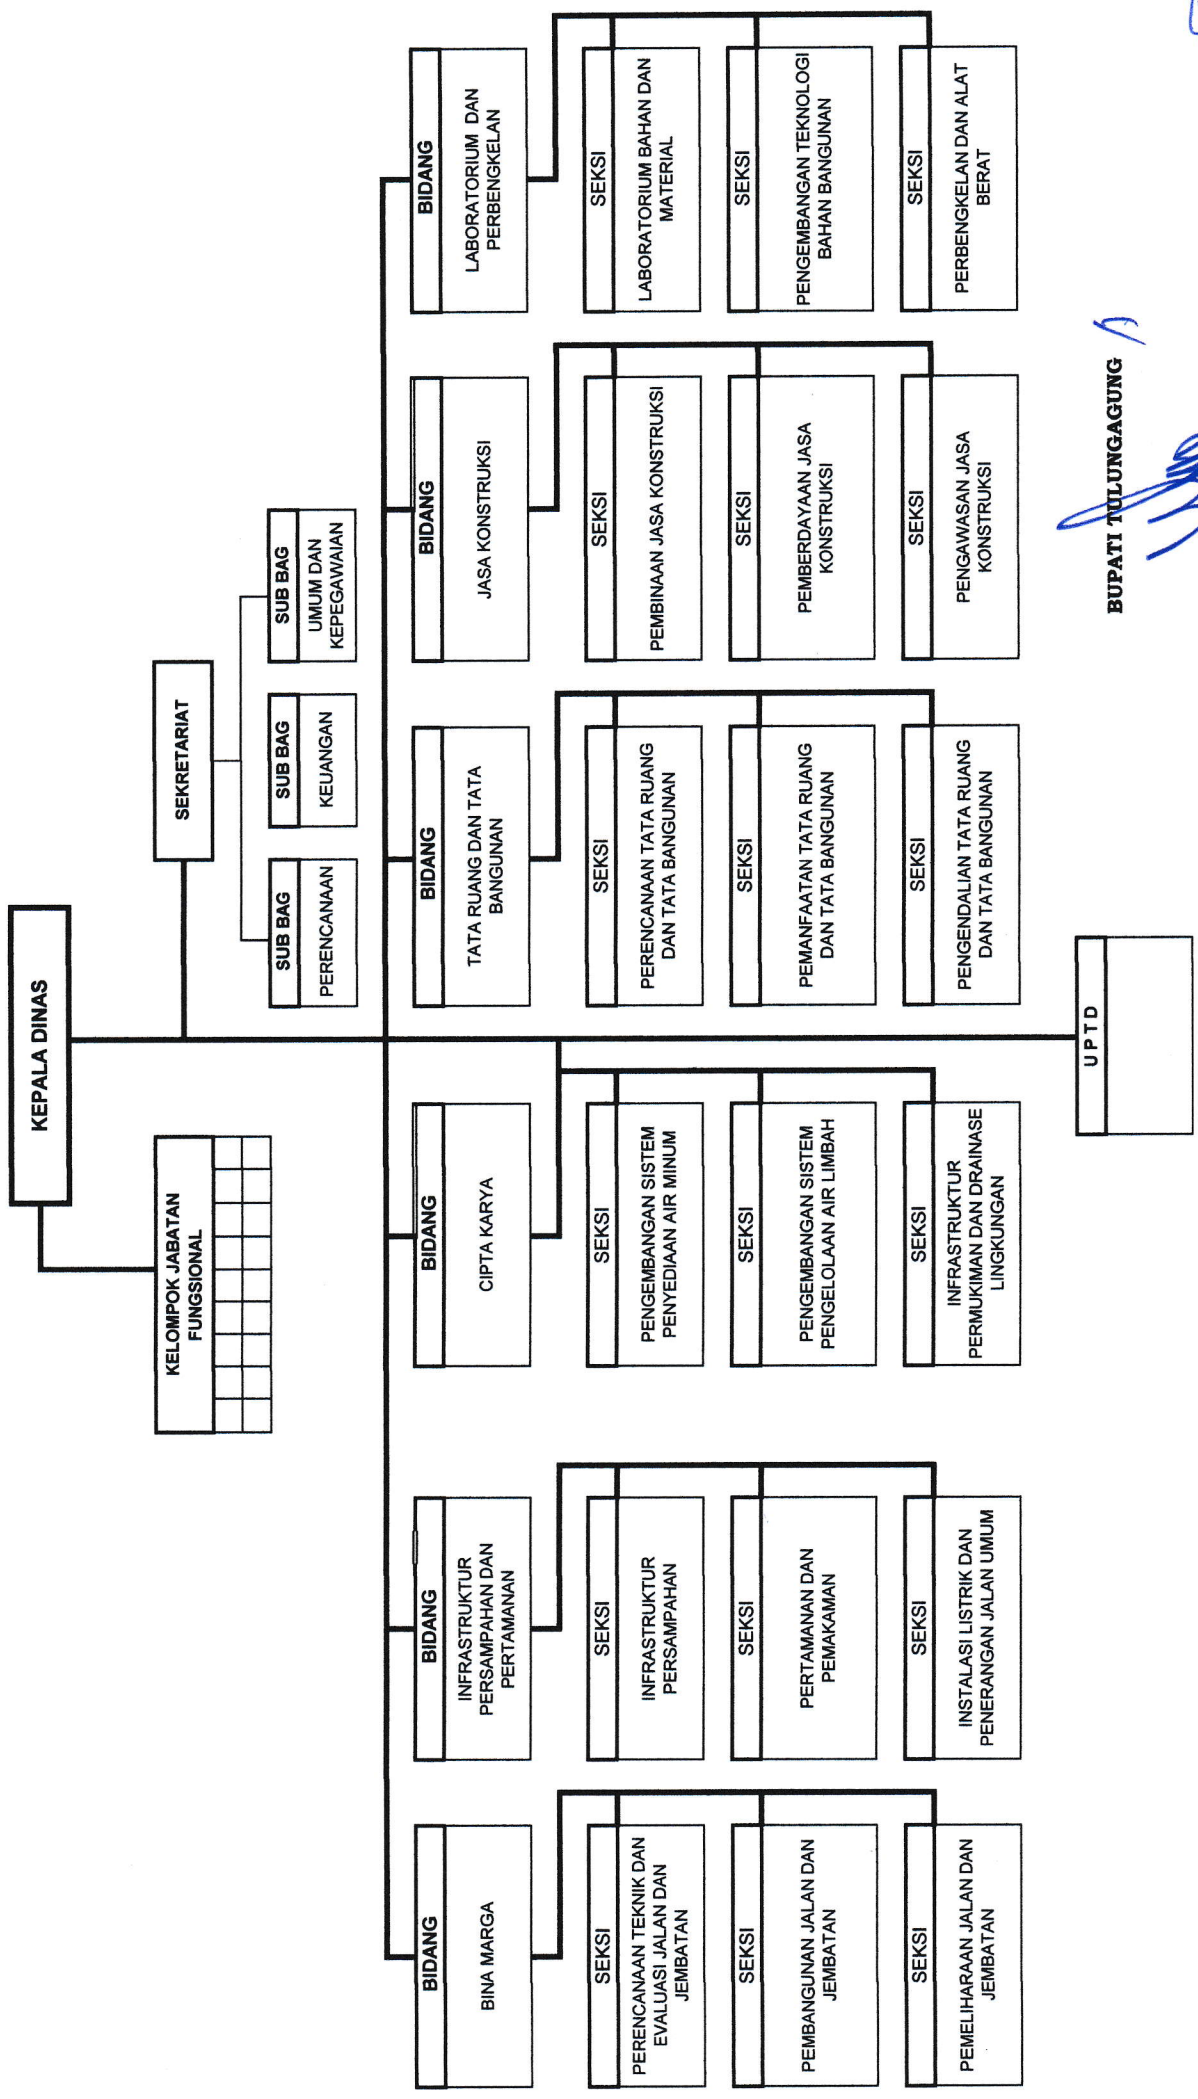 KEPALA DINAS
KELOMPOK JABATAN
FUNGSIONAL
SEKRETARIAT
SUB BAG
PERENCANAAN
SUB BAG
KEUANGAN
SUB BAG
UMUM DAN
KEPEGAWAIAN
BIDANG
BINA MARGA
SEKSI
PERENCANAAN TEKNIK DAN
EVALUASI JALAN DAN
JEMBATAN
SEKSI
PEMBANGUNAN JALAN DAN
JEMBATAN
SEKSI
PEMELIHARAAN JALAN DAN
JEMBATAN
BIDANG
INFRASTRUKTUR
PERSAMPAHAN DAN
PERTAMANAN
SEKSI
INFRASTRUKTUR
PERSAMPAHAN
SEKSI
PERTAMANAN DAN
PEMAKAMAN
SEKSI
INSTALASI LISTRIK DAN
PENERANGAN JALAN UMUM
BIDANG
CIPTA KARYA
SEKSI
PENGEMBANGAN SISTEM
PENYEDIAAN AIR MINUM
SEKSI
PENGEMBANGAN SISTEM
PENGELOLAAN AIR LIMBAH
SEKSI
INFRASTRUKTUR
PERMUKIMAN DAN DRAINASE
LINGKUNGAN
BIDANG
TATA RUANG DAN TATA
BANGUNAN
SEKSI
PERENCANAAN TATA RUANG
DAN TATA BANGUNAN
SEKSI
PEMANFAATAN TATA RUANG
DAN TATA BANGUNAN
SEKSI
PENGENDALIAN TATA RUANG
DAN TATA BANGUNAN
BIDANG
JASA KONSTRUKSI
SEKSI
PEMBINAAN JASA KONSTRUKSI
SEKSI
PEMBERDAYAAN JASA
KONSTRUKSI
SEKSI
PENGAWASAN JASA
KONSTRUKSI
BIDANG
LABORATORIUM DAN
PERBENGKELAN
SEKSI
LABORATORIUM BAHAN DAN
MATERIAL
SEKSI
PENGEMBANGAN TEKNOLOGI
BAHAN BANGUNAN
SEKSI
PERBENGKELAN DAN ALAT
BERAT
UPTD
BUPATI TULUNGAGUNG